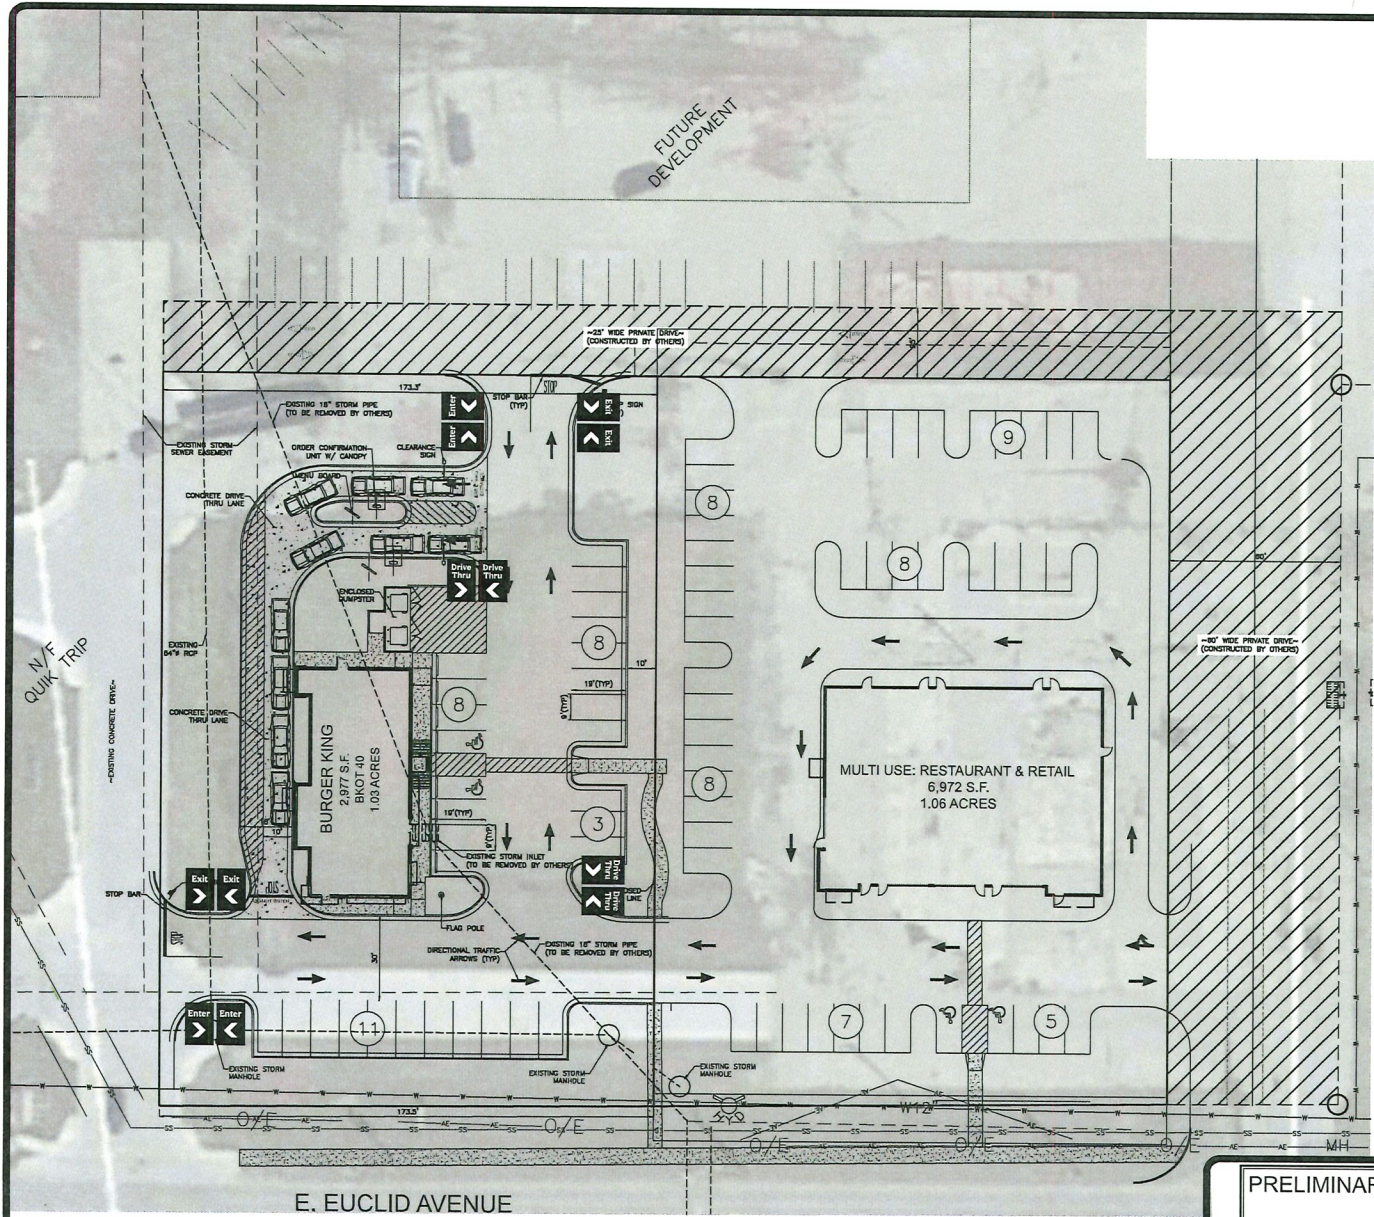 FUTURE
DEVELOPMENT
~25' WIDE PRIVATE DRIVE~
(CONSTRUCTED BY OTHERS)
173.3'
STOP BAR
(TYP)
STOP
Enter
Enter
Exit
Exit
SIGN
EXISTING 18" STORM PIPE
(TO BE REMOVED BY OTHERS)
EXISTING STORM
SEWER EASEMENT
ORDER CONFIRMATION
UNIT W/ CANOPY
CLEARANCE
SIGN
MENU BOARD
CONCRETE DRIVE-
THRU LANE
9
8
8
Drive
Thru
Drive
Thru
ENCLOSED
DUMPSTER
80'
N/F
QUIK TRIP
EXISTING
8
10'
~80' WIDE PRIVATE DRIVE~
(CONSTRUCTED BY OTHERS)
19'(TYP)
8
CONCRETE DRIVE-
THRU LANE
~EXISTING CONCRETE DRIVE~
BURGER KING
2,977 S.F.
BKOT 40
1.03 ACRES
8
MULTI USE: RESTAURANT & RETAIL
6,972 S.F.
1.06 ACRES
10'
19'(TYP)
9'(TYP)
3
EXISTING STORM INLET
(TO BE REMOVED BY OTHERS)
Exit
Exit
STOP
STOP BAR
Drive
Thru
Drive
Thru
LINE
FLAG POLE
STOP
30'
DIRECTIONAL TRAFFIC
ARROWS (TYP)
EXISTING 18" STORM PIPE
(TO BE REMOVED BY OTHERS)
Enter
Enter
11
7
5
EXISTING STORM
MANHOLE
EXISTING STORM
MANHOLE
EXISTING STORM
MANHOLE
173.5'
W12"
O/E
O/E
O/E
O/E
O/E
MH
E. EUCLID AVENUE
PRELIMINAR